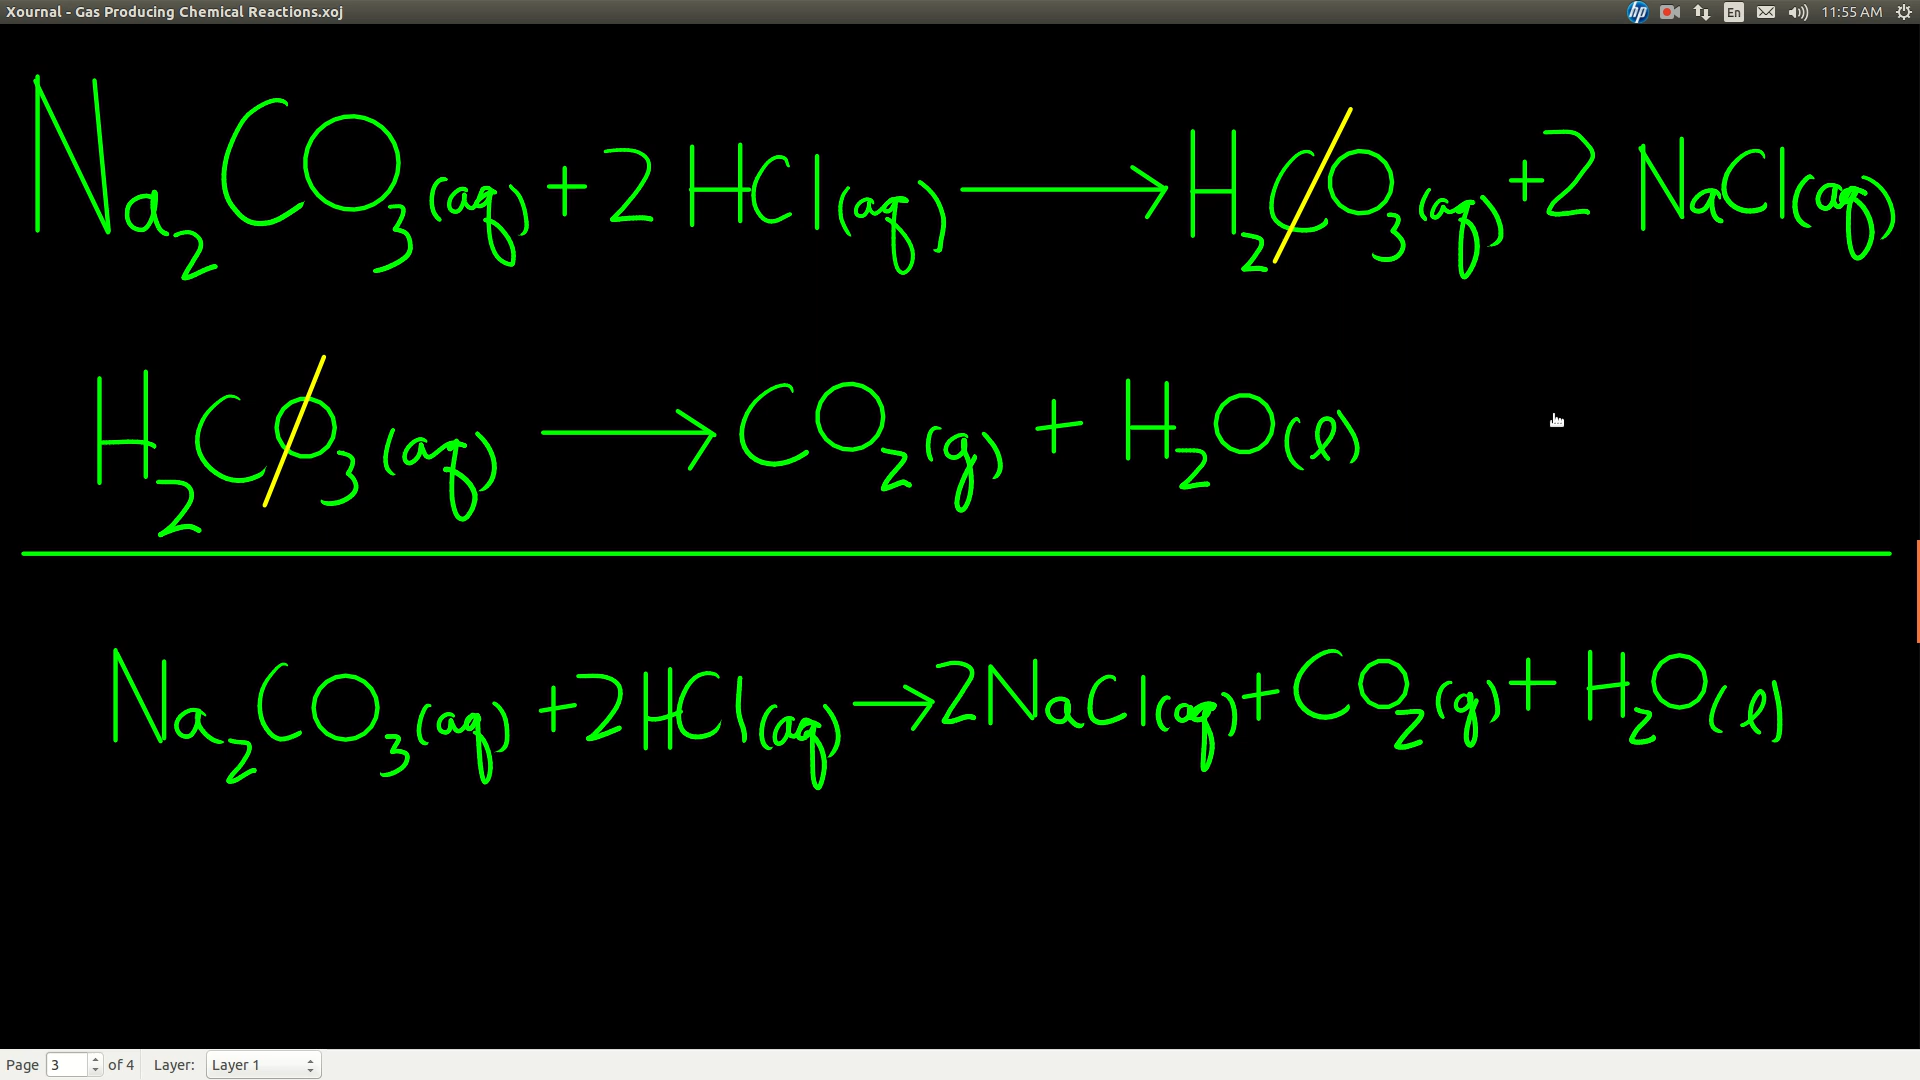 Xournal - Gas Producing Chemical Reactions.xoj hp En 11:55 AM
Na₂CO₃(aq) + 2 HCl(aq) ⟶ H₂CO₃(aq) + 2 NaCl(aq)
H₂CO₃(aq) ⟶ CO₂(g) + H₂O(l)
Na₂CO₃(aq) + 2HCl(aq) → 2NaCl(aq) + CO₂(g) + H₂O(l)
Page 3 of 4 Layer: Layer 1